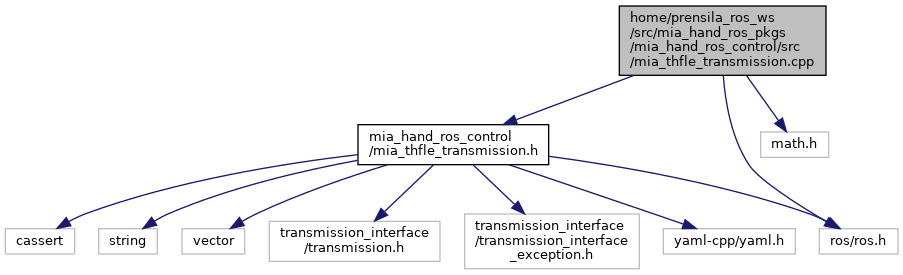 home/prensila_ros_ws
/src/mia_hand_ros_pkgs
/mia_hand_ros_control/src
/mia_thfle_transmission.cpp
mia_hand_ros_control
/mia_thfle_transmission.h
math.h
cassert
string
vector
transmission_interface
/transmission.h
transmission_interface
/transmission_interface
_exception.h
yaml-cpp/yaml.h
ros/ros.h